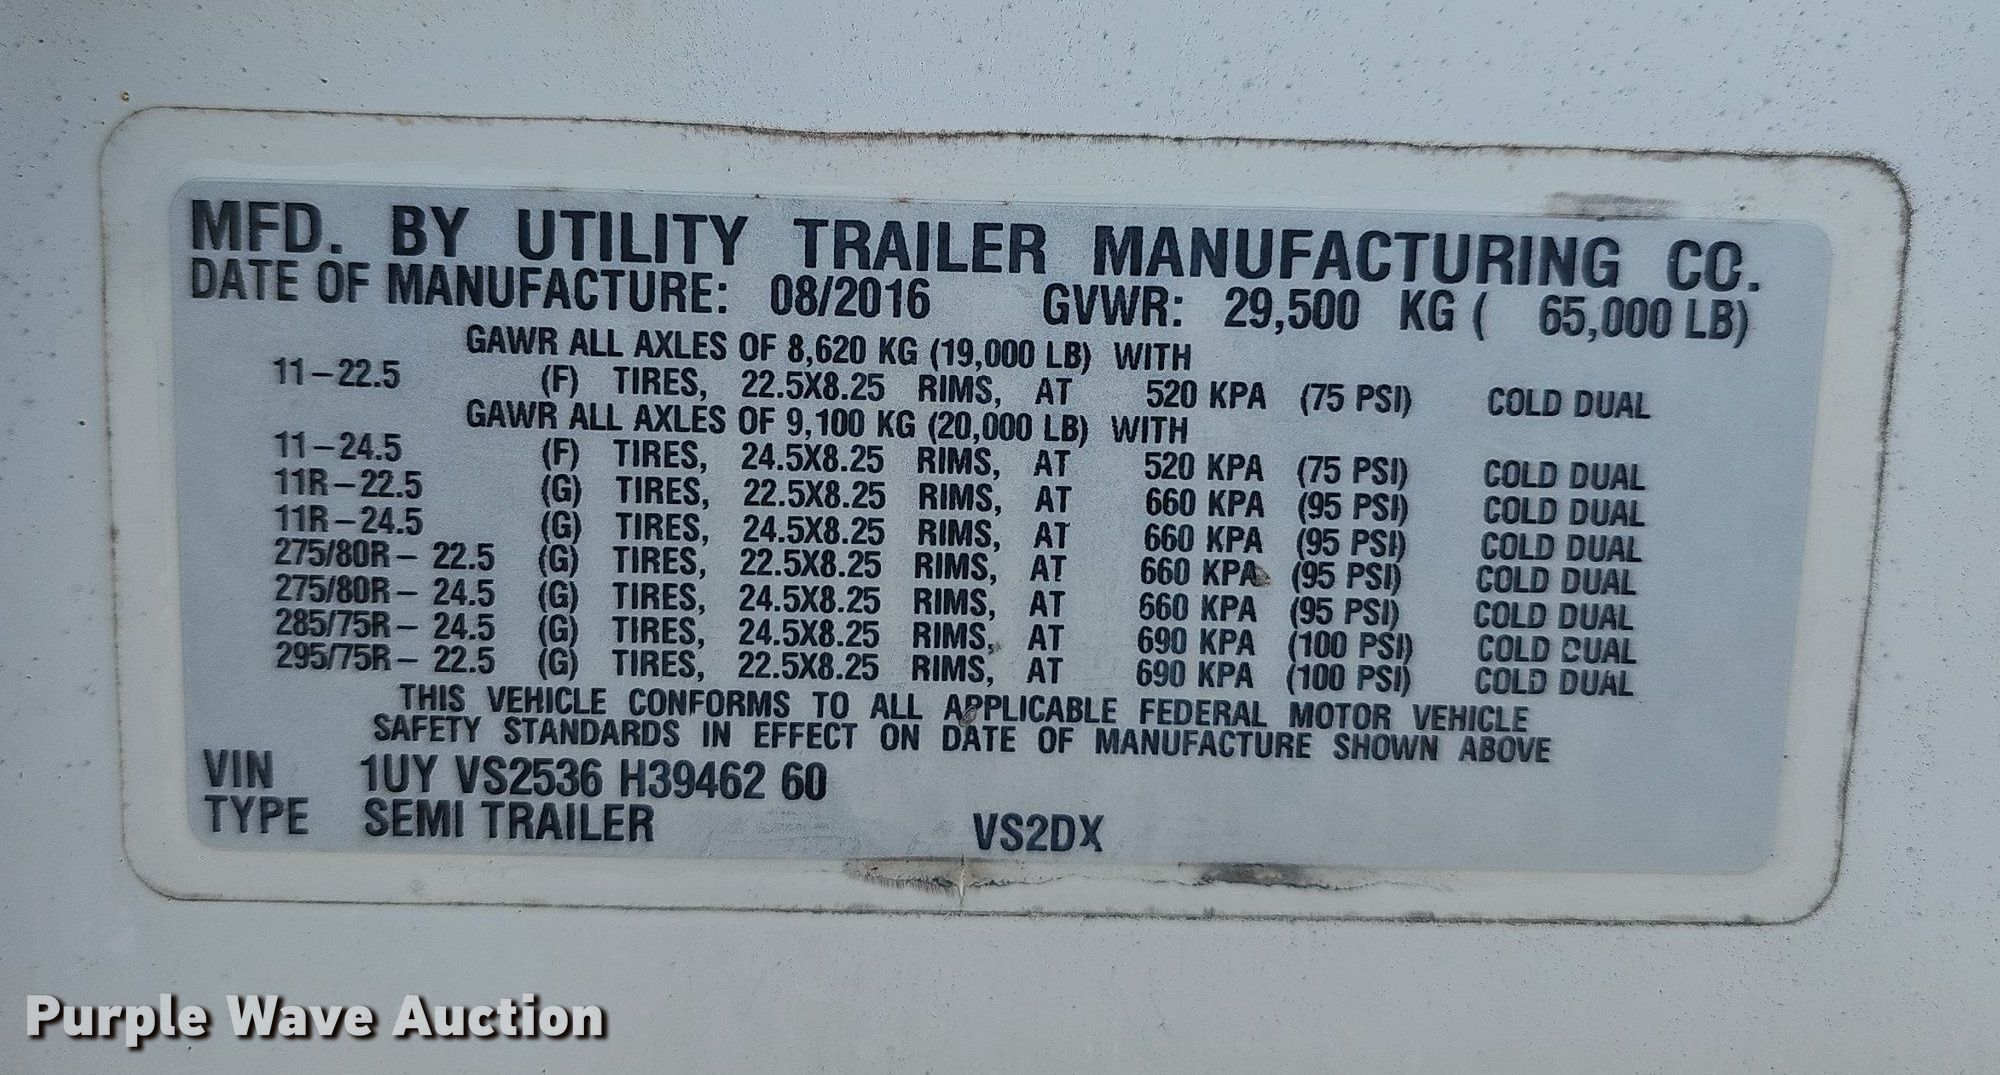 MFD. BY UTILITY TRAILER MANUFACTURING CO.
DATE OF MANUFACTURE: 08/2016 GVWR: 29,500 KG ( 65,000 LB)
GAWR ALL AXLES OF 8,620 KG (19,000 LB) WITH
11-22.5 (F) TIRES, 22.5X8.25 RIMS, AT 520 KPA (75 PSI) COLD DUAL
GAWR ALL AXLES OF 9,100 KG (20,000 LB) WITH
11-24.5 (F) TIRES, 24.5X8.25 RIMS, AT 520 KPA (75 PSI) COLD DUAL
11R-22.5 (G) TIRES, 22.5X8.25 RIMS, AT 660 KPA (95 PSI) COLD DUAL
11R-24.5 (G) TIRES, 24.5X8.25 RIMS, AT 660 KPA (95 PSI) COLD DUAL
275/80R- 22.5 (G) TIRES, 22.5X8.25 RIMS, AT 660 KPA (95 PSI) COLD DUAL
275/80R- 24.5 (G) TIRES, 24.5X8.25 RIMS, AT 660 KPA (95 PSI) COLD DUAL
285/75R- 24.5 (G) TIRES, 24.5X8.25 RIMS, AT 690 KPA (100 PSI) COLD DUAL
295/75R- 22.5 (G) TIRES, 22.5X8.25 RIMS, AT 690 KPA (100 PSI) COLD DUAL
THIS VEHICLE CONFORMS TO ALL APPLICABLE FEDERAL MOTOR VEHICLE
SAFETY STANDARDS IN EFFECT ON DATE OF MANUFACTURE SHOWN ABOVE
VIN 1UY VS2536 H39462 60
TYPE SEMI TRAILER VS2DX
Purple Wave Auction